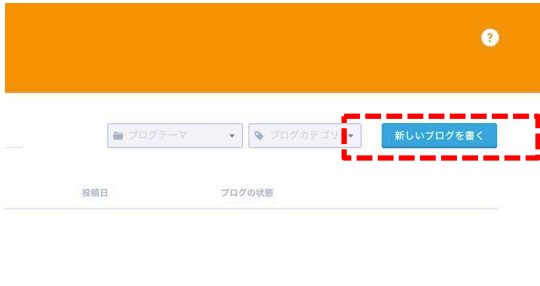 ?
ブログテーマ
ブログカテゴリ
新しいブログを書く
投稿日
ブログの状態